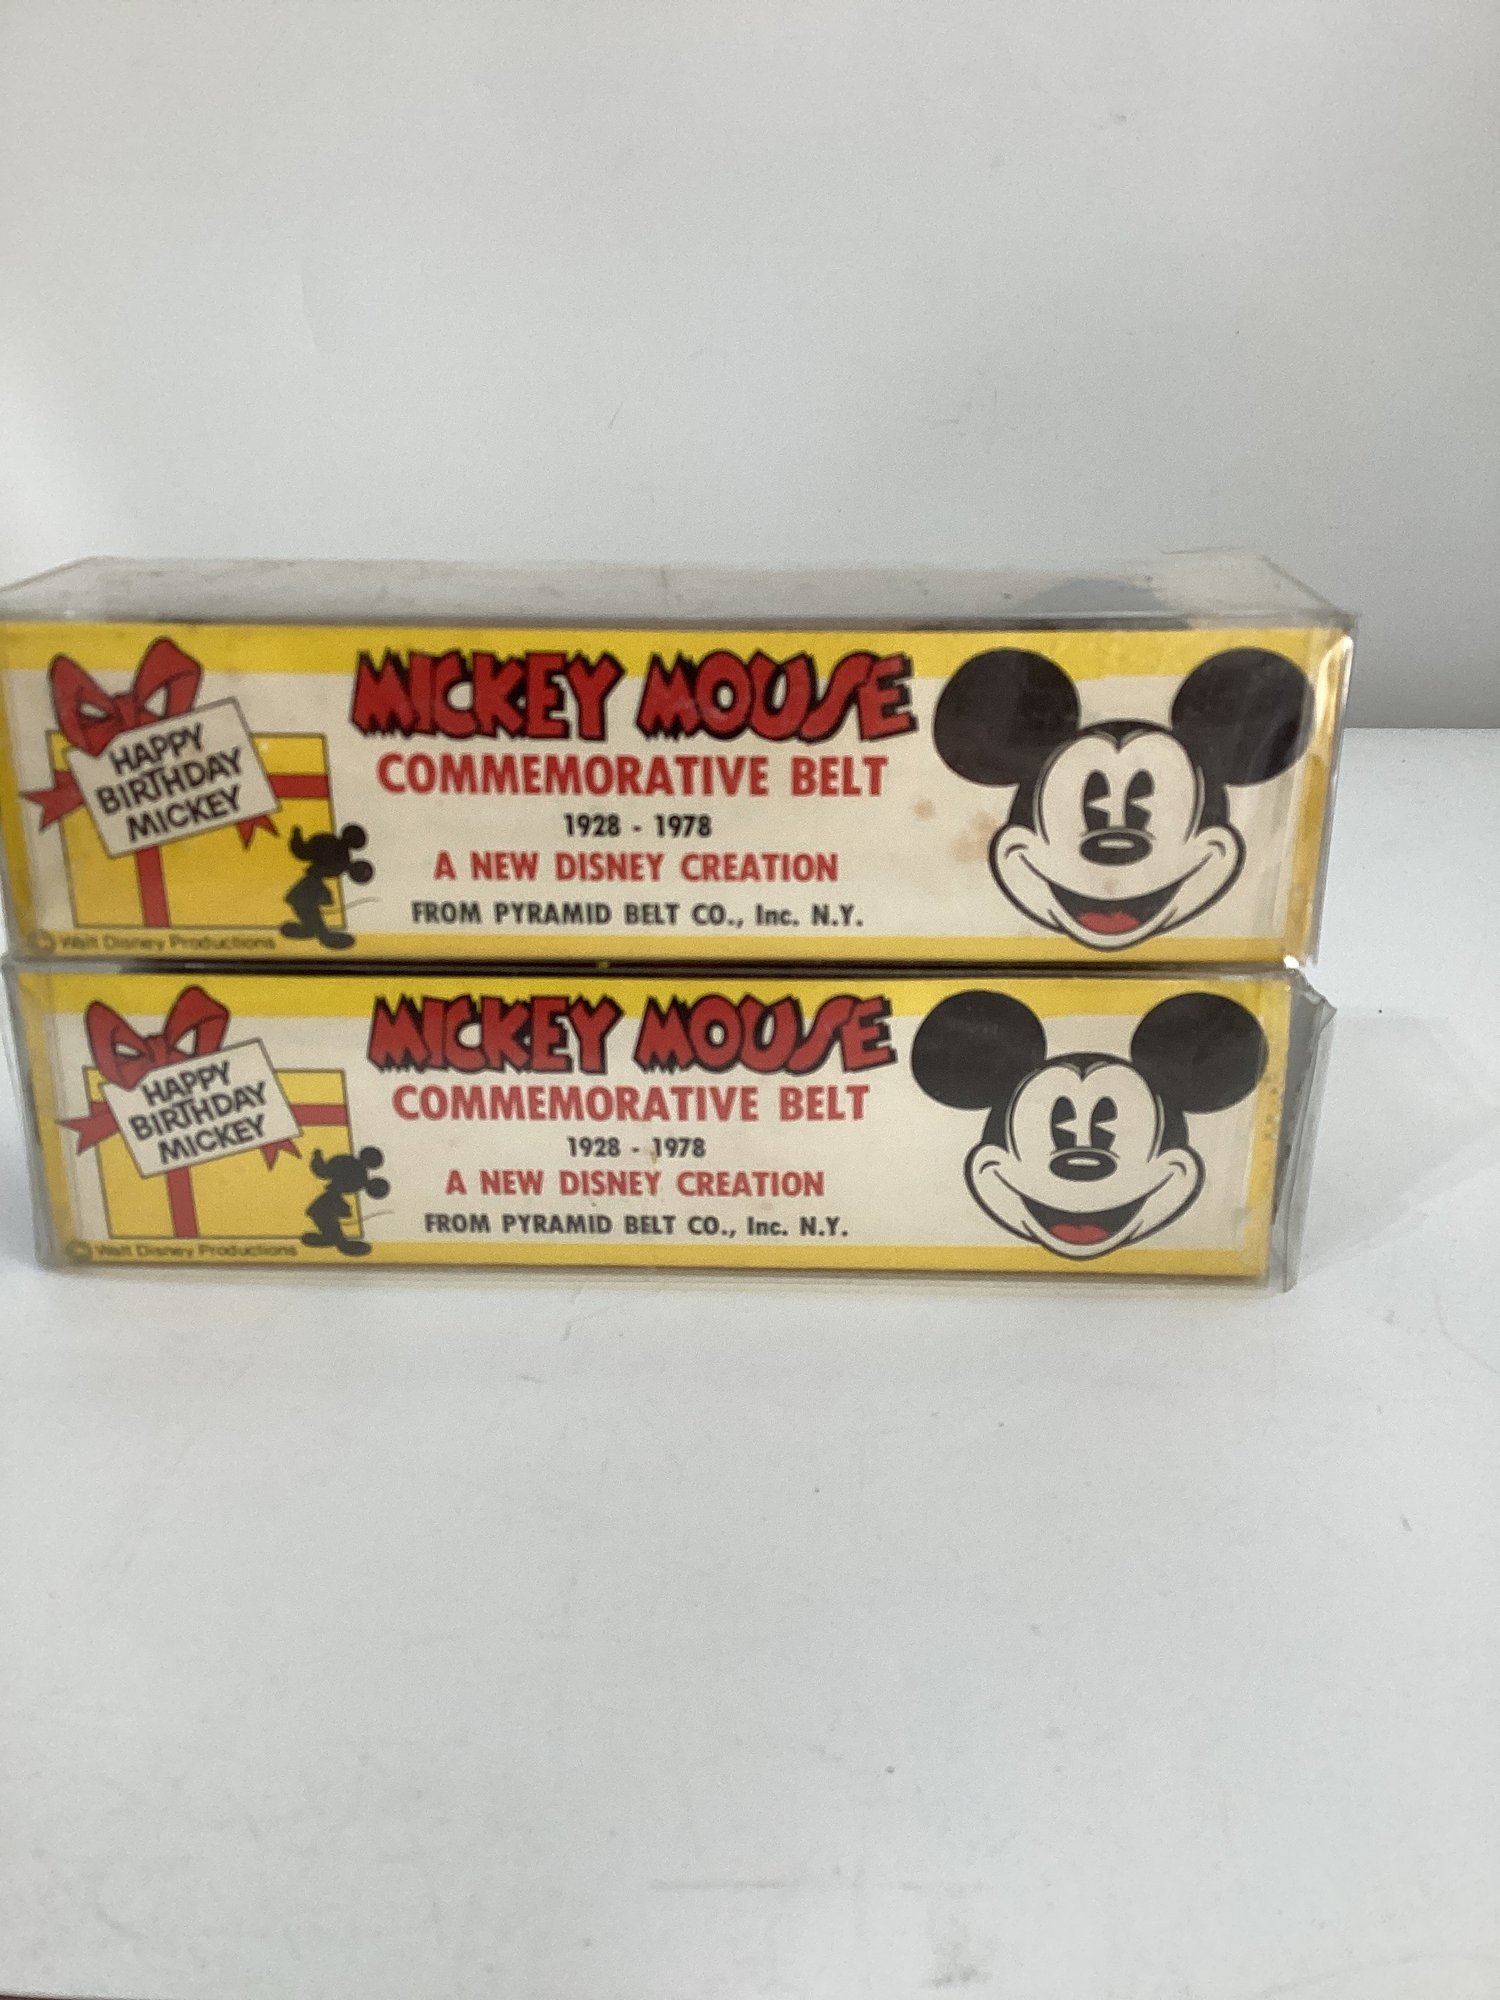 HAPPY
BIRTHDAY
MICKEY
MICKEY MOUSE
COMMEMORATIVE BELT
1928 - 1978
A NEW DISNEY CREATION
FROM PYRAMID BELT CO., Inc. N.Y.
© Walt Disney Productions
HAPPY
BIRTHDAY
MICKEY
MICKEY MOUSE
COMMEMORATIVE BELT
1928 - 1978
A NEW DISNEY CREATION
FROM PYRAMID BELT CO., Inc. N.Y.
© Walt Disney Productions